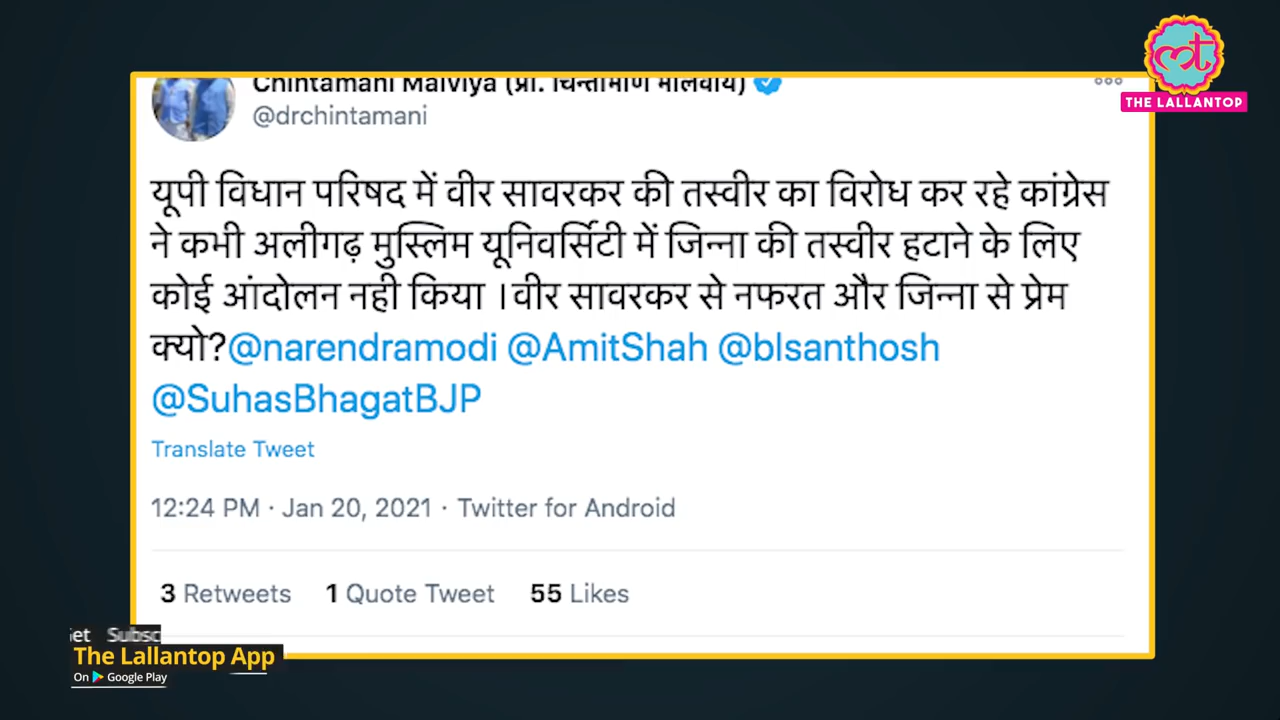 Chintamani Malviya (प्रो. चिन्तामणि मालवीय)
@drchintamani
यूपी विधान परिषद में वीर सावरकर की तस्वीर का विरोध कर रहे कांग्रेस
ने कभी अलीगढ़ मुस्लिम यूनिवर्सिटी में जिन्ना की तस्वीर हटाने के लिए
कोई आंदोलन नही किया ।वीर सावरकर से नफरत और जिन्ना से प्रेम
क्यो?@narendramodi @AmitShah @blsanthosh
@SuhasBhagatBJP
Translate Tweet
12:24 PM · Jan 20, 2021 · Twitter for Android
3 Retweets 1 Quote Tweet 55 Likes
THE LALLANTOP
The Lallantop App
On Google Play